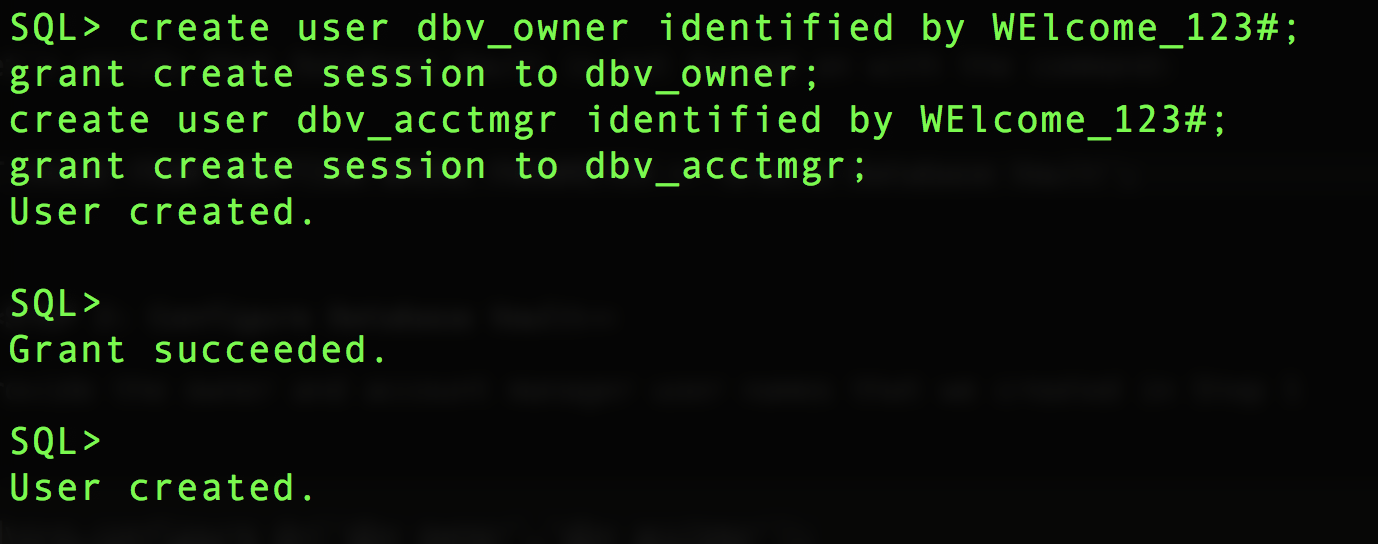 SQL> create user dbv_owner identified by WElcome_123#;
grant create session to dbv_owner;
create user dbv_acctmgr identified by WElcome_123#;
grant create session to dbv_acctmgr;
User created.
SQL>
Grant succeeded.
SQL>
User created.